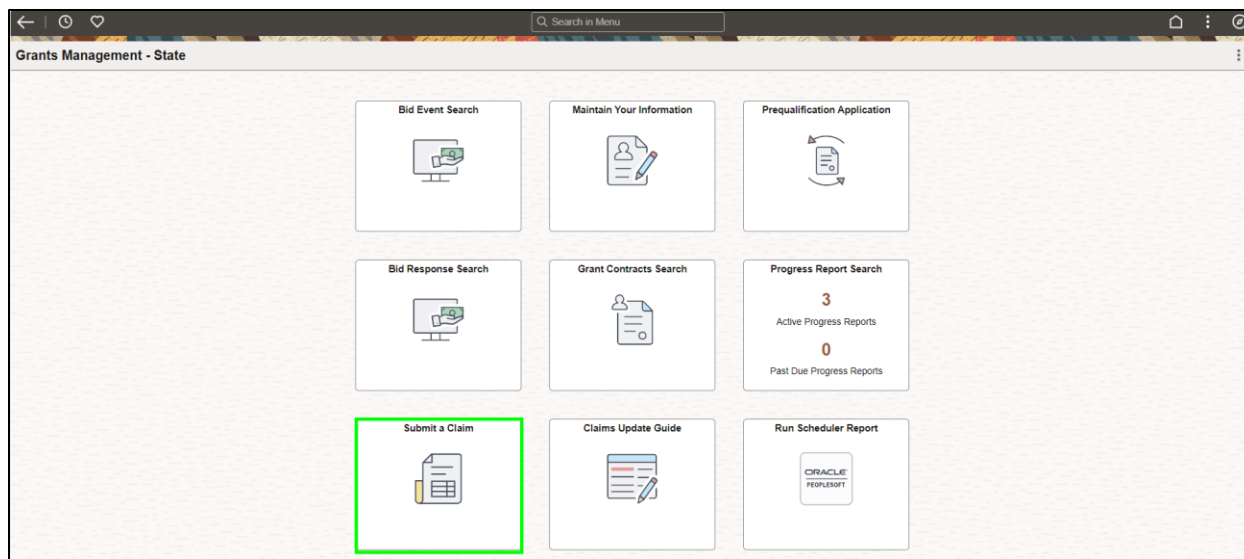 Search in Menu
Grants Management - State
Bid Event Search
Maintain Your Information
Prequalification Application
Bid Response Search
Grant Contracts Search
Progress Report Search
3
Active Progress Reports
0
Past Due Progress Reports
Submit a Claim
Claims Update Guide
Run Scheduler Report
ORACLE
PEOPLESOFT